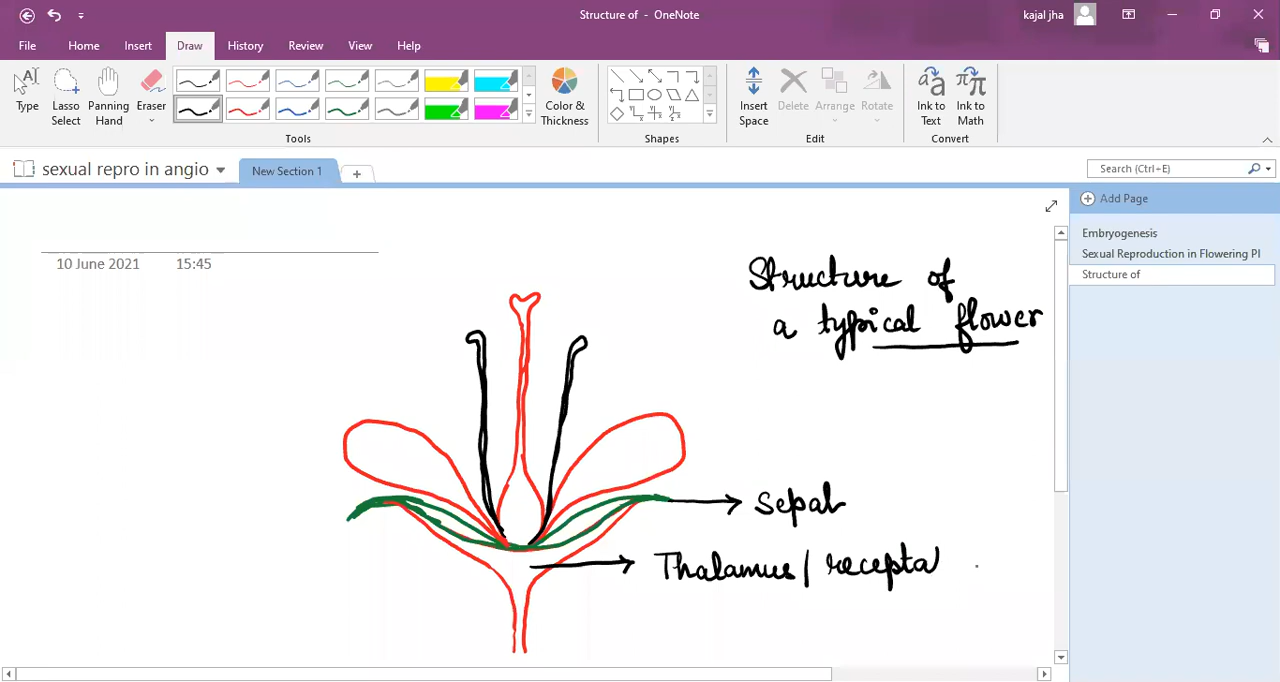 Structure of - OneNote
kajal jha
File Home Insert Draw History Review View Help
Type
Lasso Select
Panning Hand
Eraser
Color & Thickness
Insert Space
Delete
Arrange
Rotate
Ink to Text
Ink to Math
Tools
Shapes
Edit
Convert
sexual repro in angio
New Section 1
Search (Ctrl+E)
Add Page
Embryogenesis
Sexual Reproduction in Flowering Pl
Structure of
10 June 2021 15:45
Structure of
a typical flower
Sepal
Thalamus/recepta